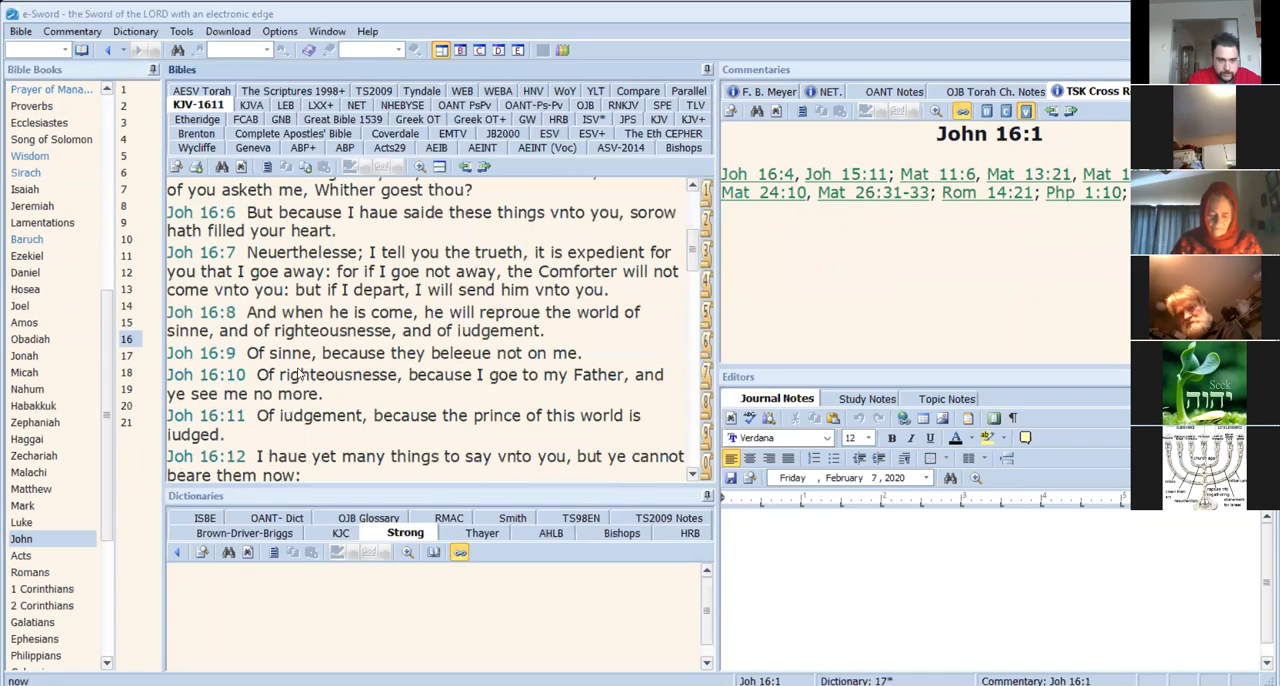 e-Sword - the Sword of the LORD with an electronic edge
Bible Commentary Dictionary Tools Download Options Window Help
Bible Books
Prayer of Mana...
Proverbs
Ecclesiastes
Song of Solomon
Wisdom
Sirach
Isaiah
Jeremiah
Lamentations
Baruch
Ezekiel
Daniel
Hosea
Joel
Amos
Obadiah
Jonah
Micah
Nahum
Habakkuk
Zephaniah
Haggai
Zechariah
Malachi
Matthew
Mark
Luke
John
Acts
Romans
1 Corinthians
2 Corinthians
Galatians
Ephesians
Philippians
1
2
3
4
5
6
7
8
9
10
11
12
13
14
15
16
17
18
19
20
21
Bibles
AESV Torah The Scriptures 1998+ TS2009 Tyndale WEB WEBA HNV WoY YLT Compare Parallel
KJV-1611 KJVA LEB LXX+ NET NHEBYSE OANT PsPv OANT-Ps-Pv OJB RNKJV SPE TLV
Etheridge FCAB GNB Great Bible 1539 Greek OT Greek OT+ GW HRB ISV* JPS KJV KJV+
Brenton Complete Apostles' Bible Coverdale EMTV JB2000 ESV ESV+ The Eth CEPHER
Wycliffe Geneva ABP+ ABP Acts29 AEIB AEINT AEINT (Voc) ASV-2014 Bishops
of you asketh me, Whither goest thou?
Joh 16:6 But because I haue saide these things vnto you, sorow
hath filled your heart.
Joh 16:7 Neuerthelesse; I tell you the trueth, it is expedient for
you that I goe away: for if I goe not away, the Comforter will not
come vnto you: but if I depart, I will send him vnto you.
Joh 16:8 And when he is come, he will reproue the world of
sinne, and of righteousnesse, and of iudgement.
Joh 16:9 Of sinne, because they beleeue not on me.
Joh 16:10 Of righteousnesse, because I goe to my Father, and
ye see me no more.
Joh 16:11 Of iudgement, because the prince of this world is
iudged.
Joh 16:12 I haue yet many things to say vnto you, but ye cannot
beare them now:
Dictionaries
ISBE OANT- Dict OJB Glossary RMAC Smith TS98EN TS2009 Notes
Brown-Driver-Briggs KJC Strong Thayer AHLB Bishops HRB
Commentaries
F. B. Meyer NET. OANT Notes OJB Torah Ch. Notes TSK Cross R
John 16:1
Joh 16:4, Joh 15:11; Mat 11:6, Mat 13:21, Mat 1
Mat 24:10, Mat 26:31-33; Rom 14:21; Php 1:10;
Editors
Journal Notes Study Notes Topic Notes
Verdana 12 B I U A ab
Friday , February 7, 2020
1 2 3 4 5
now Joh 16:1 Dictionary: 17* Commentary: Joh 16:1
Seek
יהוה